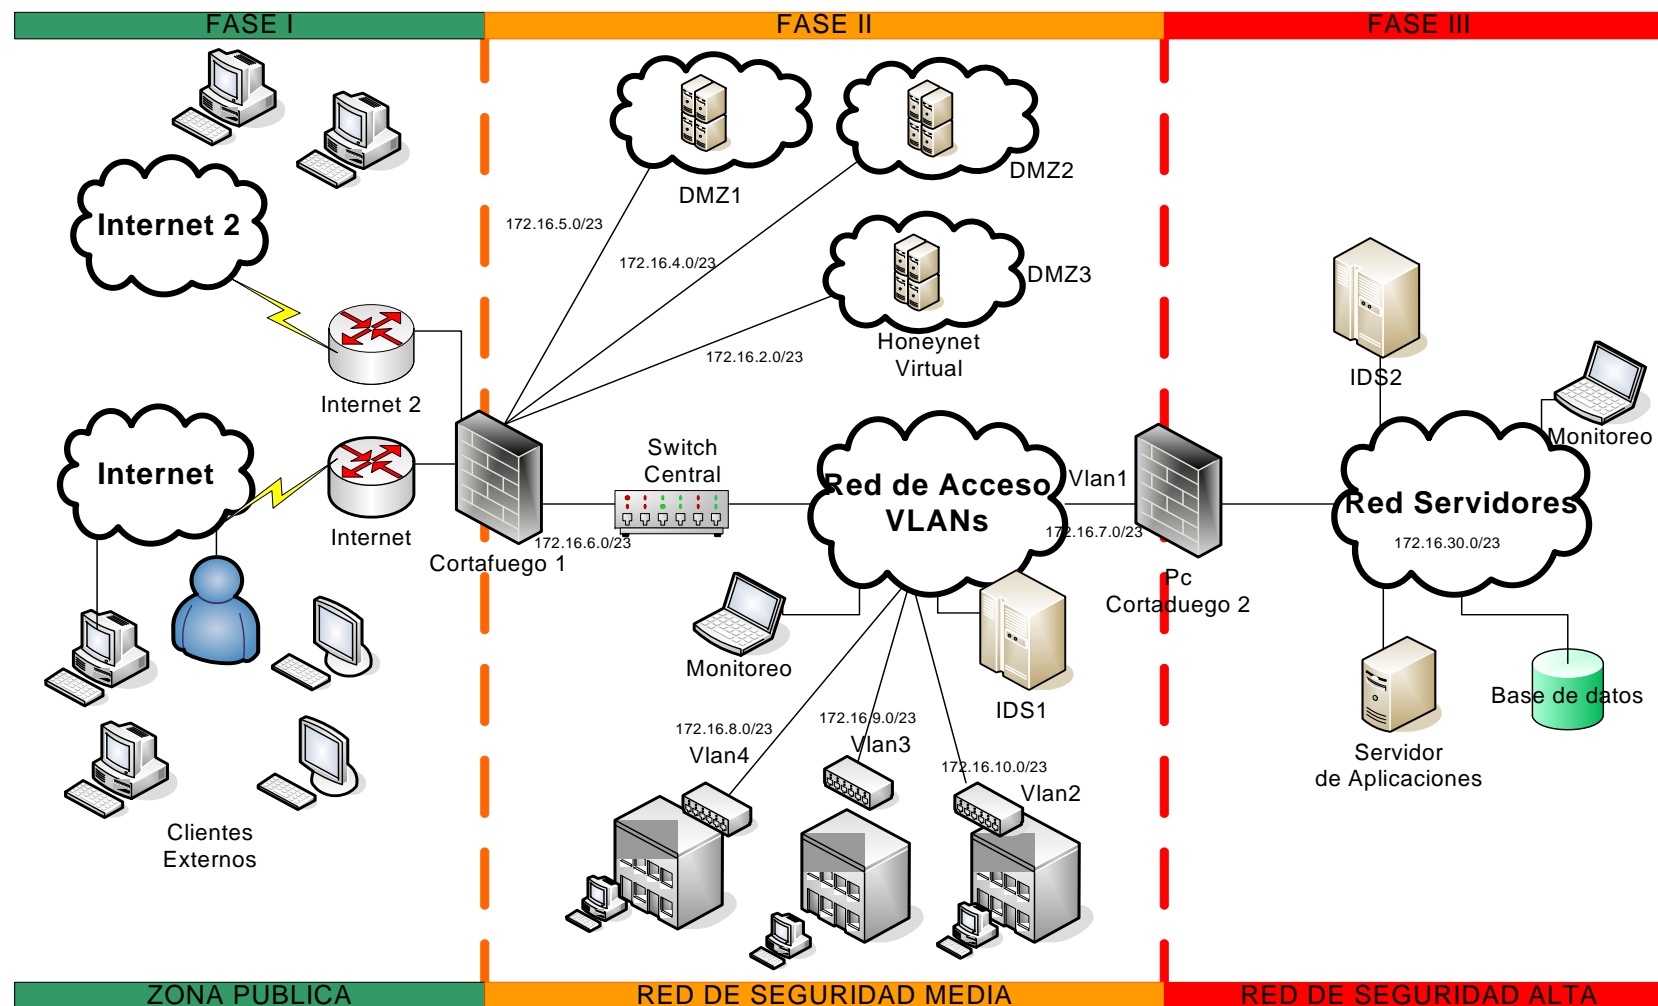 FASE I
FASE II
FASE III
Internet 2
Internet 2
Internet
Internet
Clientes
Externos
DMZ1
DMZ2
DMZ3
172.16.5.0/23
172.16.4.0/23
172.16.2.0/23
Honeynet
Virtual
Cortafuego 1
172.16.6.0/23
Switch
Central
Red de Acceso
VLANs
Vlan1
172.16.7.0/23
Pc
Cortaduego 2
Monitoreo
IDS1
172.16.8.0/23
Vlan4
172.16.9.0/23
Vlan3
172.16.10.0/23
Vlan2
IDS2
Monitoreo
Red Servidores
172.16.30.0/23
Servidor
de Aplicaciones
Base de datos
ZONA PUBLICA
RED DE SEGURIDAD MEDIA
RED DE SEGURIDAD ALTA